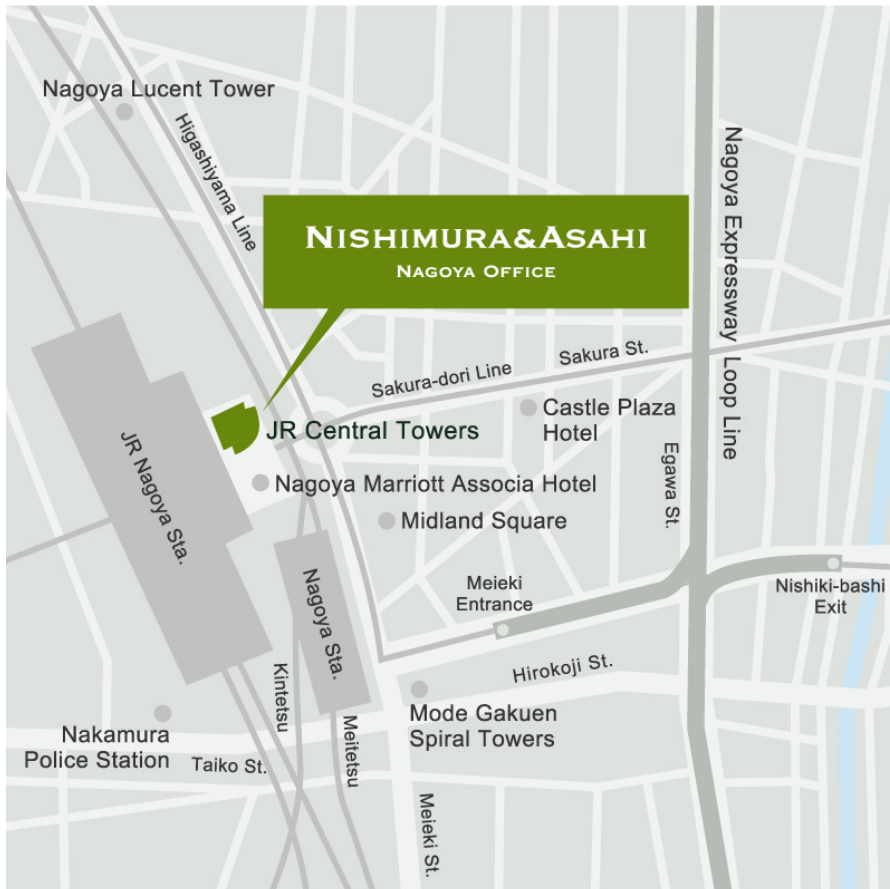 Nagoya Lucent Tower
Higashiyama Line
Nagoya Expressway Loop Line
NISHIMURA&ASAHI
NAGOYA OFFICE
Sakura St.
Sakura-dori Line
Castle Plaza
Hotel
JR Central Towers
JR Nagoya Sta.
Nagoya Marriott Associa Hotel
Egawa St.
Midland Square
Nagoya Sta.
Meieki
Entrance
Nishiki-bashi
Exit
Hirokoji St.
Kintetsu
Meitetsu
Mode Gakuen
Spiral Towers
Nakamura
Police Station
Taiko St.
Meieki St.